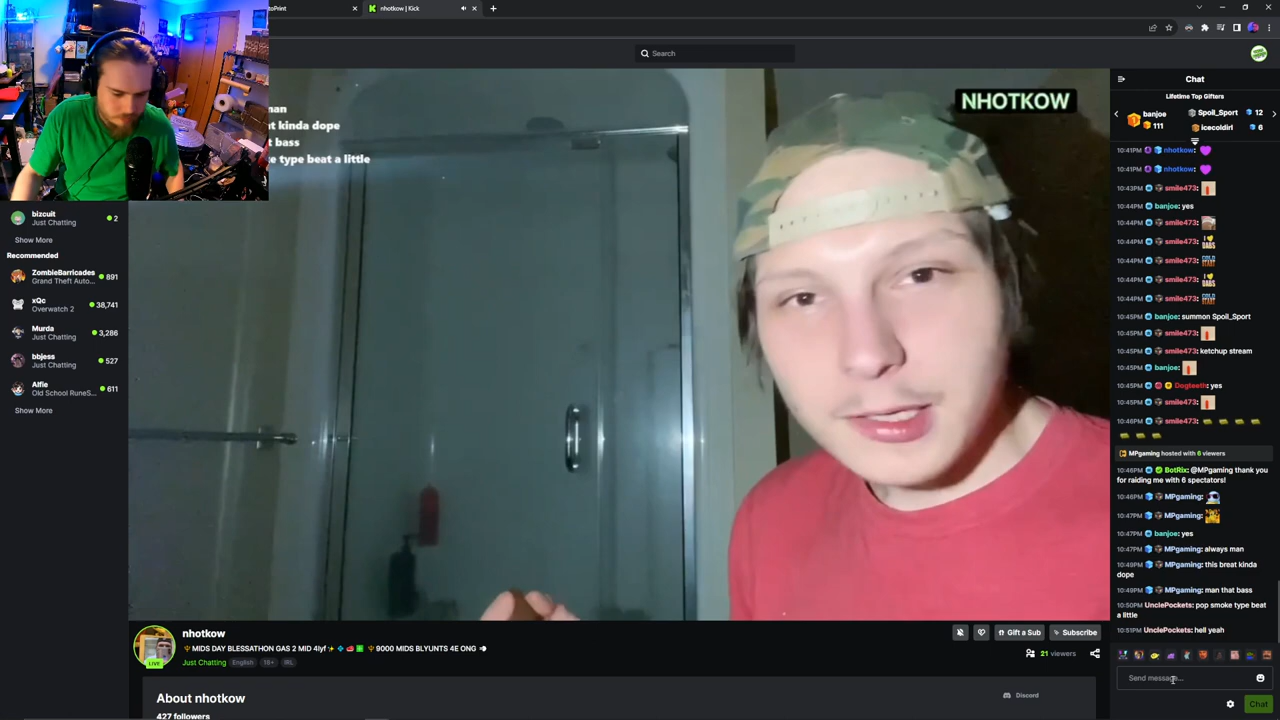 otoPrint
nhotkow | Kick
Search
NHOTKOW
nan
t kinda dope
t bass
e type beat a little
bizcuit
Just Chatting
2
Show More
Recommended
ZombieBarricades
Grand Theft Auto...
891
xQc
Overwatch 2
38,741
Murda
Just Chatting
3,286
bbjess
Just Chatting
527
Alfie
Old School RuneS...
611
Show More
nhotkow
LIVE
MIDS DAY BLESSATHON GAS 2 MID 4lyf 9000 MIDS BLYUNTS 4E ONG
Just Chatting English 18+ IRL
Gift a Sub
Subscribe
21 viewers
About nhotkow
427 followers
Discord
Chat
Lifetime Top Gifters
banjoe
111
Spoil_Sport 12
icecoldirl 6
10:41PM nhotkow:
10:41PM nhotkow:
10:43PM smile473:
10:44PM banjoe: yes
10:44PM smile473:
10:44PM smile473: I DABS
10:44PM smile473:
10:44PM smile473: I DABS
10:44PM smile473:
10:45PM banjoe: summon Spoil_Sport
10:45PM smile473:
10:45PM smile473: ketchup stream
10:45PM banjoe:
10:45PM Dogteeth: yes
10:45PM smile473:
10:46PM smile473:
MPgaming hosted with 6 viewers
10:46PM BotRix: @MPgaming thank you
for raiding me with 6 spectators!
10:46PM MPgaming:
10:47PM MPgaming:
10:47PM banjoe: yes
10:47PM MPgaming: always man
10:49PM MPgaming: this breat kinda
dope
10:49PM MPgaming: man that bass
10:50PM UnclePockets: pop smoke type beat
a little
10:51PM UnclePockets: hell yeah
Send message...
Chat